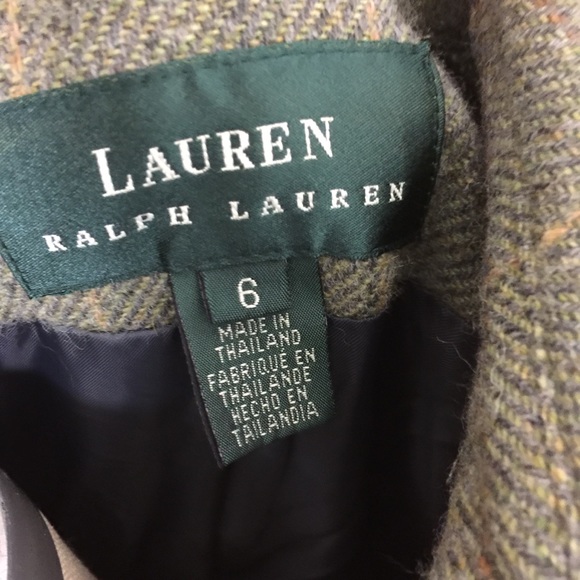 LAUREN
RALPH LAUREN
6
MADE IN
THAILAND
FABRIQUÉ EN
THAILANDE
HECHO EN
TAILANDIA